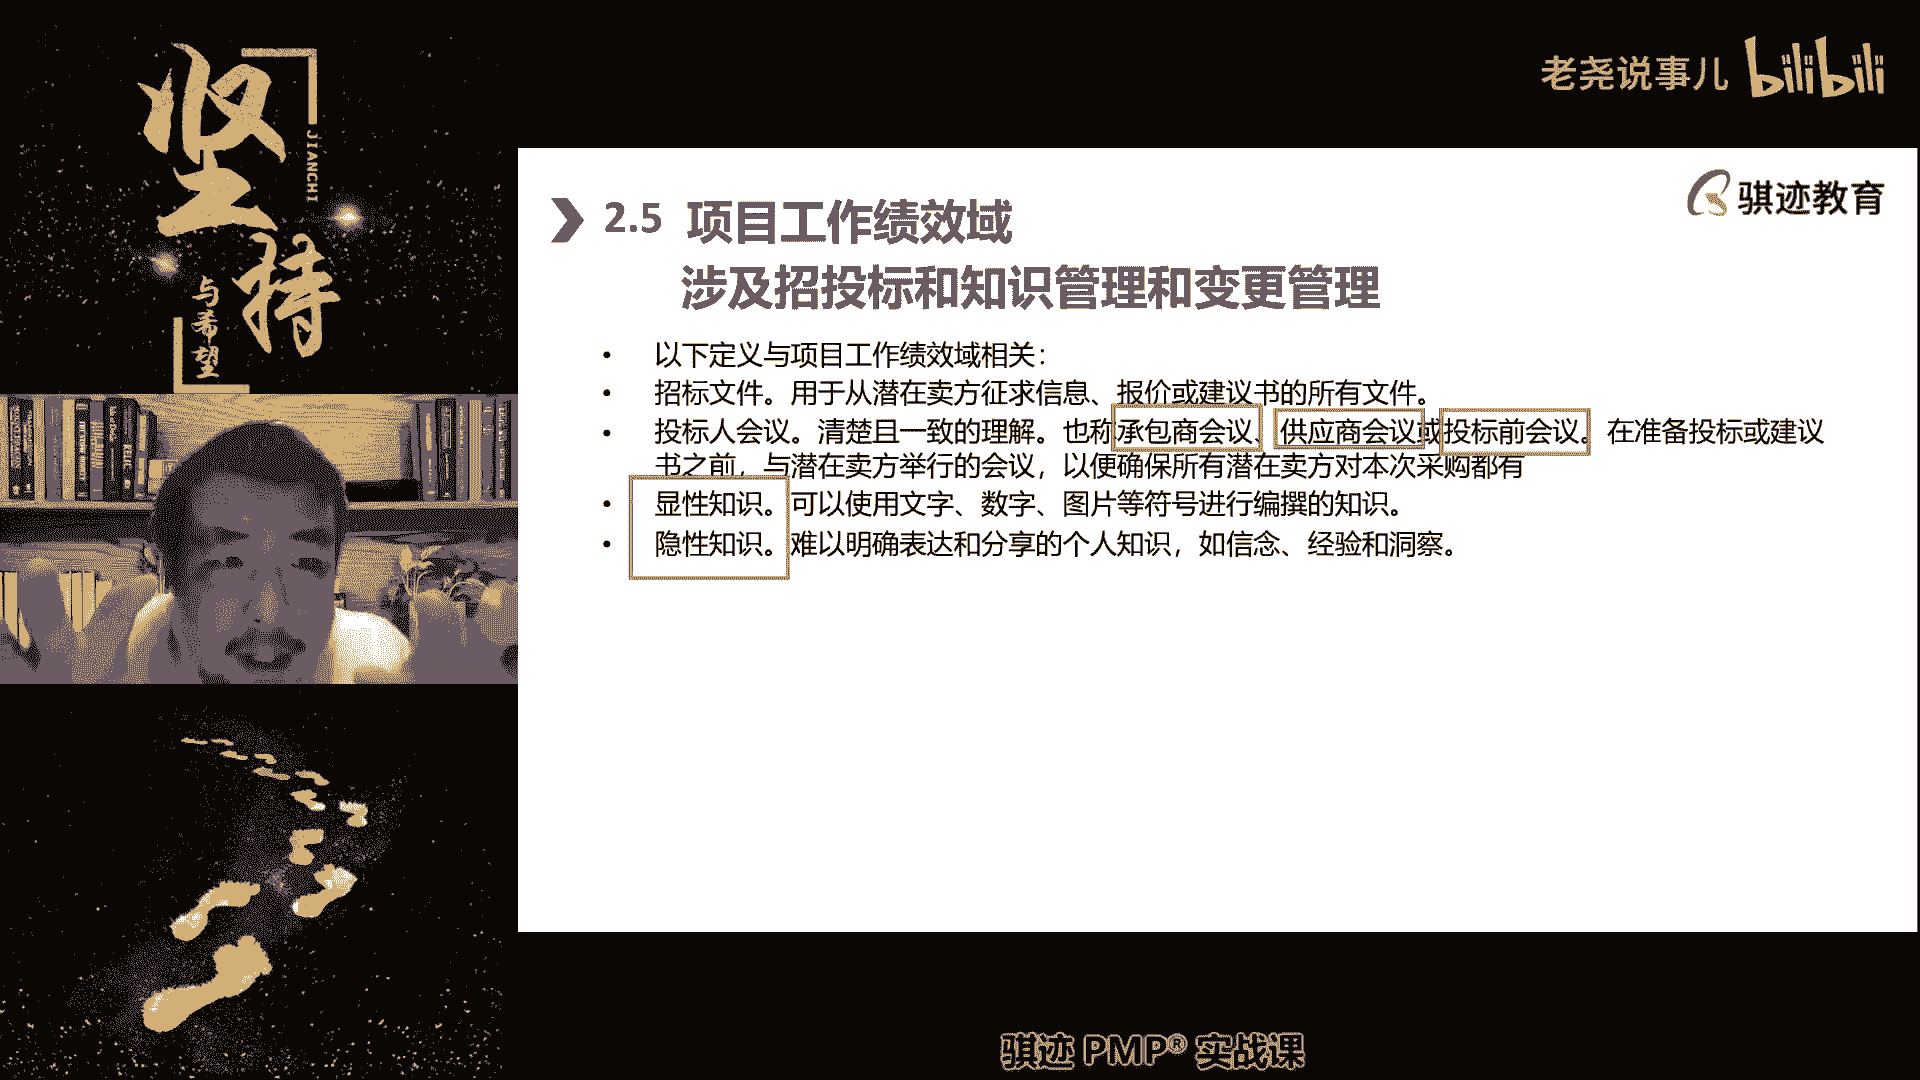 坚持
JIANCHI
与希望
老尧说事儿 bilibili
骐迹教育
2.5 项目工作绩效域
涉及招投标和知识管理和变更管理
• 以下定义与项目工作绩效域相关：
• 招标文件。用于从潜在卖方征求信息、报价或建议书的所有文件。
• 投标人会议。清楚且一致的理解。也称承包商会议、供应商会议或投标前会议。在准备投标或建议
书之前，与潜在卖方举行的会议，以便确保所有潜在卖方对本次采购都有
• 显性知识。可以使用文字、数字、图片等符号进行编撰的知识。
• 隐性知识。难以明确表达和分享的个人知识，如信念、经验和洞察。
骐迹 PMP® 实战课